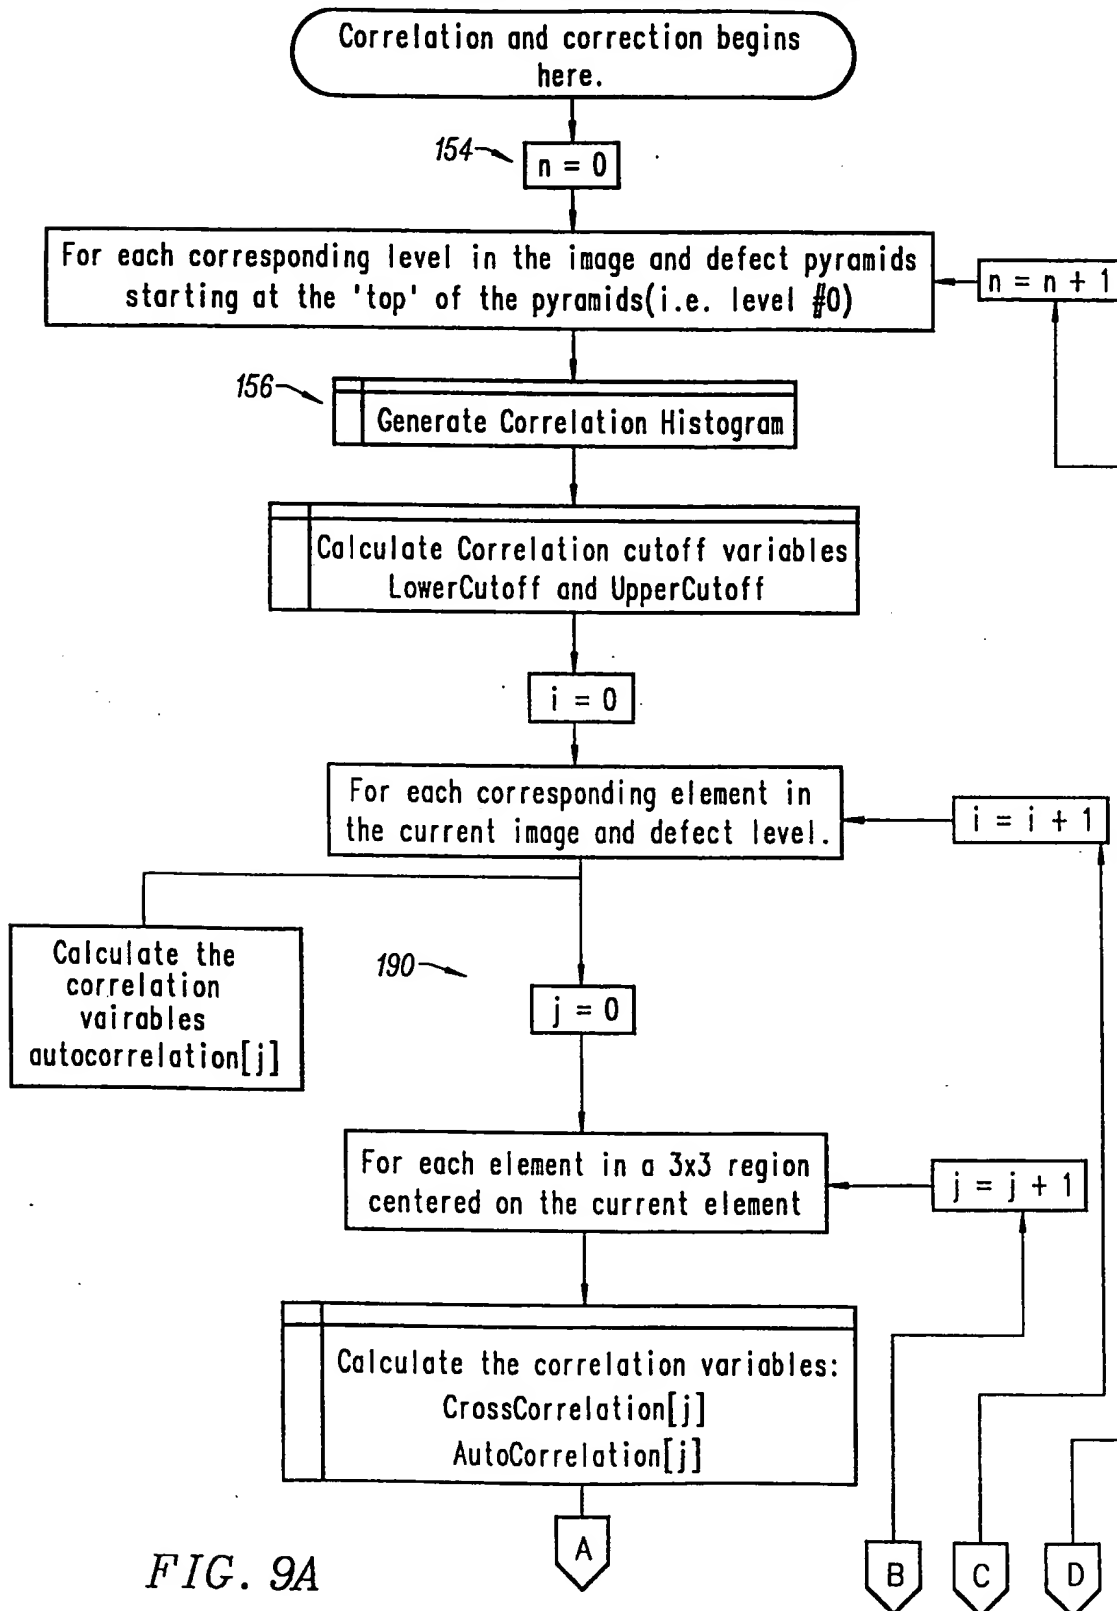 Correlation and correction begins
here.
154
n = 0
For each corresponding level in the image and defect pyramids
starting at the 'top' of the pyramids(i.e. level #0)
n = n + 1
156
Generate Correlation Histogram
Calculate Correlation cutoff variables
LowerCutoff and UpperCutoff
i = 0
For each corresponding element in
the current image and defect level.
i = i + 1
Calculate the
correlation
vairables
autocorrelation[j]
190
j = 0
For each element in a 3x3 region
centered on the current element
j = j + 1
Calculate the correlation variables:
CrossCorrelation[j]
AutoCorrelation[j]
A
B
C
D
FIG. 9A